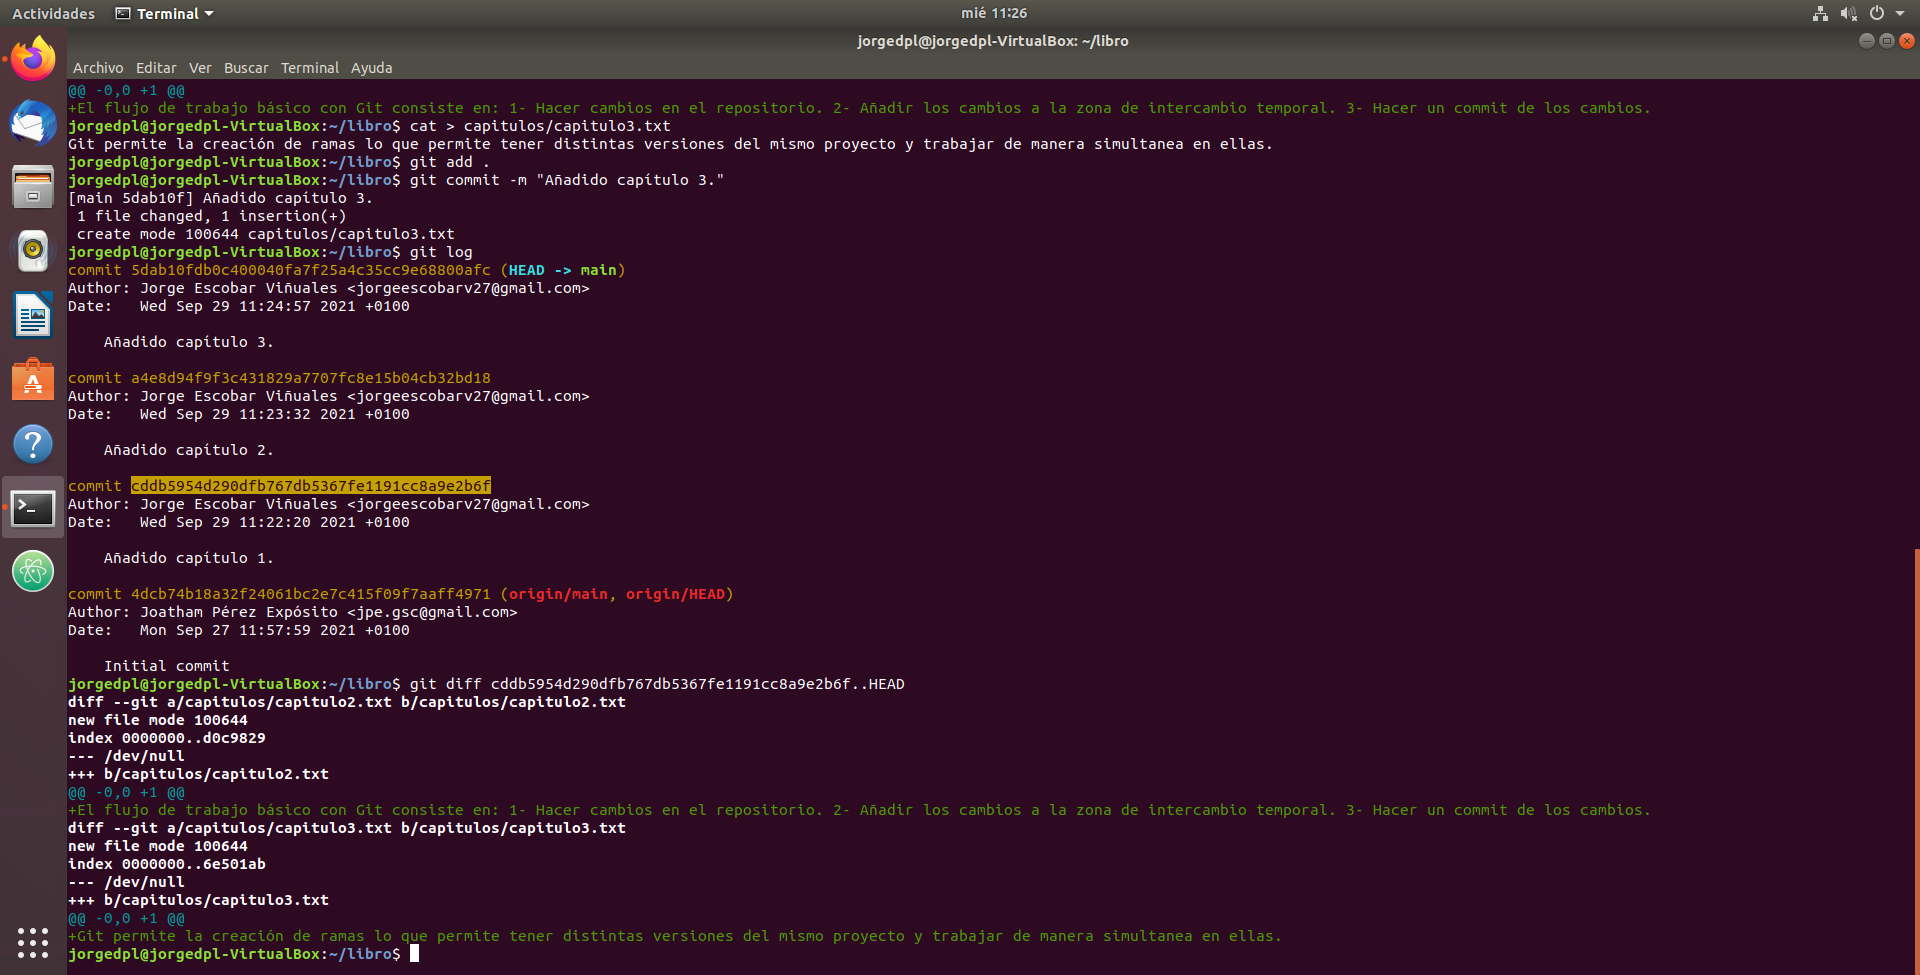 Actividades Terminal mié 11:26
jorgedpl@jorgedpl-VirtualBox: ~/libro
Archivo Editar Ver Buscar Terminal Ayuda
@@ -0,0 +1 @@
+El flujo de trabajo básico con Git consiste en: 1- Hacer cambios en el repositorio. 2- Añadir los cambios a la zona de intercambio temporal. 3- Hacer un commit de los cambios.
jorgedpl@jorgedpl-VirtualBox:~/libro$ cat > capitulos/capitulo3.txt
Git permite la creación de ramas lo que permite tener distintas versiones del mismo proyecto y trabajar de manera simultanea en ellas.
jorgedpl@jorgedpl-VirtualBox:~/libro$ git add .
jorgedpl@jorgedpl-VirtualBox:~/libro$ git commit -m "Añadido capítulo 3."
[main 5dab10f] Añadido capítulo 3.
 1 file changed, 1 insertion(+)
 create mode 100644 capitulos/capitulo3.txt
jorgedpl@jorgedpl-VirtualBox:~/libro$ git log
commit 5dab10fdb0c400040fa7f25a4c35cc9e68800afc (HEAD -> main)
Author: Jorge Escobar Viñuales <jorgeescobarv27@gmail.com>
Date:   Wed Sep 29 11:24:57 2021 +0100
    Añadido capítulo 3.
commit a4e8d94f9f3c431829a7707fc8e15b04cb32bd18
Author: Jorge Escobar Viñuales <jorgeescobarv27@gmail.com>
Date:   Wed Sep 29 11:23:32 2021 +0100
    Añadido capítulo 2.
commit cddb5954d290dfb767db5367fe1191cc8a9e2b6f
Author: Jorge Escobar Viñuales <jorgeescobarv27@gmail.com>
Date:   Wed Sep 29 11:22:20 2021 +0100
    Añadido capítulo 1.
commit 4dcb74b18a32f24061bc2e7c415f09f7aaff4971 (origin/main, origin/HEAD)
Author: Joatham Pérez Expósito <jpe.gsc@gmail.com>
Date:   Mon Sep 27 11:57:59 2021 +0100
    Initial commit
jorgedpl@jorgedpl-VirtualBox:~/libro$ git diff cddb5954d290dfb767db5367fe1191cc8a9e2b6f..HEAD
diff --git a/capitulos/capitulo2.txt b/capitulos/capitulo2.txt
new file mode 100644
index 0000000..d0c9829
--- /dev/null
+++ b/capitulos/capitulo2.txt
@@ -0,0 +1 @@
+El flujo de trabajo básico con Git consiste en: 1- Hacer cambios en el repositorio. 2- Añadir los cambios a la zona de intercambio temporal. 3- Hacer un commit de los cambios.
diff --git a/capitulos/capitulo3.txt b/capitulos/capitulo3.txt
new file mode 100644
index 0000000..6e501ab
--- /dev/null
+++ b/capitulos/capitulo3.txt
@@ -0,0 +1 @@
+Git permite la creación de ramas lo que permite tener distintas versiones del mismo proyecto y trabajar de manera simultanea en ellas.
jorgedpl@jorgedpl-VirtualBox:~/libro$